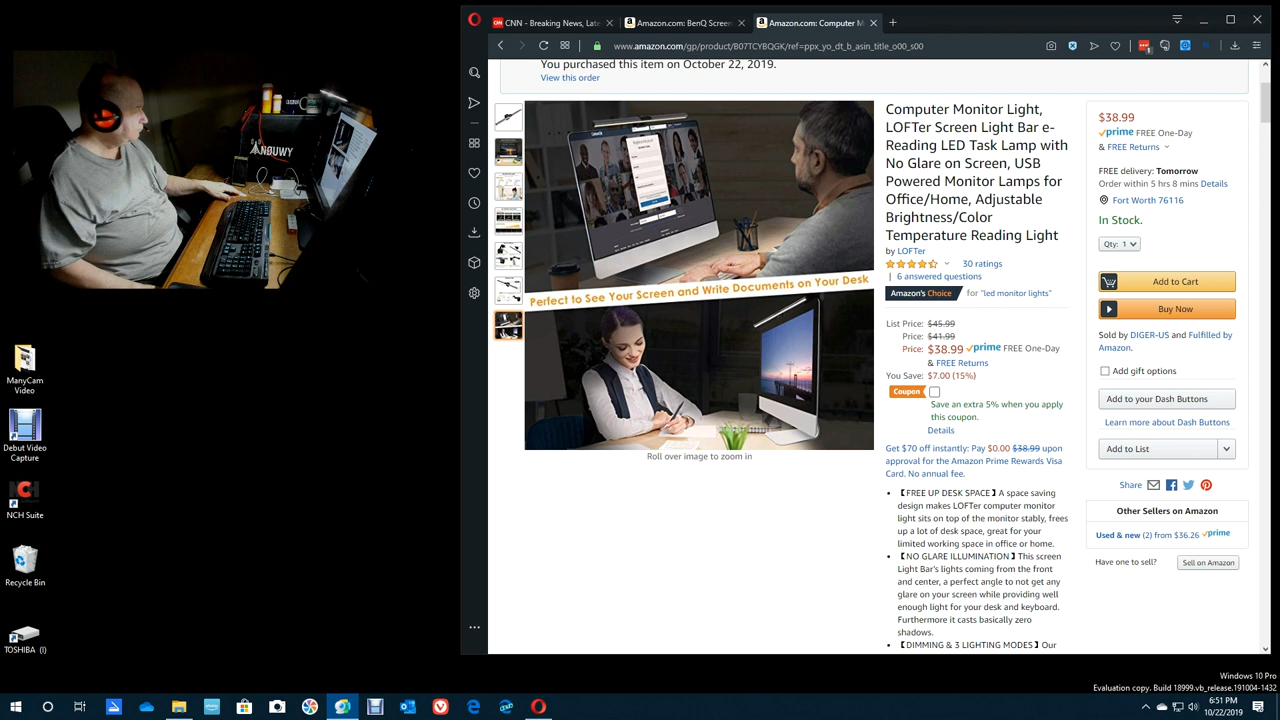 CNN - Breaking News, Late
Amazon.com: BenQ Screen
Amazon.com: Computer M
www.amazon.com/gp/product/B07TCYBQGK/ref=ppx_yo_dt_b_asin_title_o00_s00
You purchased this item on October 22, 2019.
View this order
Perfect to See Your Screen and Write Documents on Your Desk
Roll over image to zoom in
Computer Monitor Light,
LOFTer Screen Light Bar e-
Reading LED Task Lamp with
No Glare on Screen, USB
Powered Monitor Lamps for
Office/Home, Adjustable
Brightness/Color
Temperature Reading Light
by LOFTer
30 ratings
| 6 answered questions
Amazon's Choice for "led monitor lights"
List Price: $45.99
Price: $41.99
Price: $38.99 prime FREE One-Day
& FREE Returns
You Save: $7.00 (15%)
Coupon
Save an extra 5% when you apply
this coupon.
Details
Get $70 off instantly: Pay $0.00 $38.99 upon
approval for the Amazon Prime Rewards Visa
Card. No annual fee.
• 【FREE UP DESK SPACE】A space saving
design makes LOFTer computer monitor
light sits on top of the monitor stably, frees
up a lot of desk space, great for your
limited working space in office or home.
• 【NO GLARE ILLUMINATION】This screen
Light Bar's lights coming from the front
and center, a perfect angle to not get any
glare on your screen while providing well
enough light for your desk and keyboard.
Furthermore it casts basically zero
shadows.
• 【DIMMING & 3 LIGHTING MODES】Our
$38.99
prime FREE One-Day
& FREE Returns
FREE delivery: Tomorrow
Order within 5 hrs 8 mins Details
Fort Worth 76116
In Stock.
Qty: 1
Add to Cart
Buy Now
Sold by DIGER-US and Fulfilled by
Amazon.
Add gift options
Add to your Dash Buttons
Learn more about Dash Buttons
Add to List
Share
Other Sellers on Amazon
Used & new (2) from $36.26 prime
Have one to sell?
Sell on Amazon
ManyCam
Video
Debut Video
Capture
NCH Suite
Recycle Bin
TOSHIBA (I)
Windows 10 Pro
Evaluation copy. Build 18999.vb_release.191004-1432
6:51 PM
10/22/2019